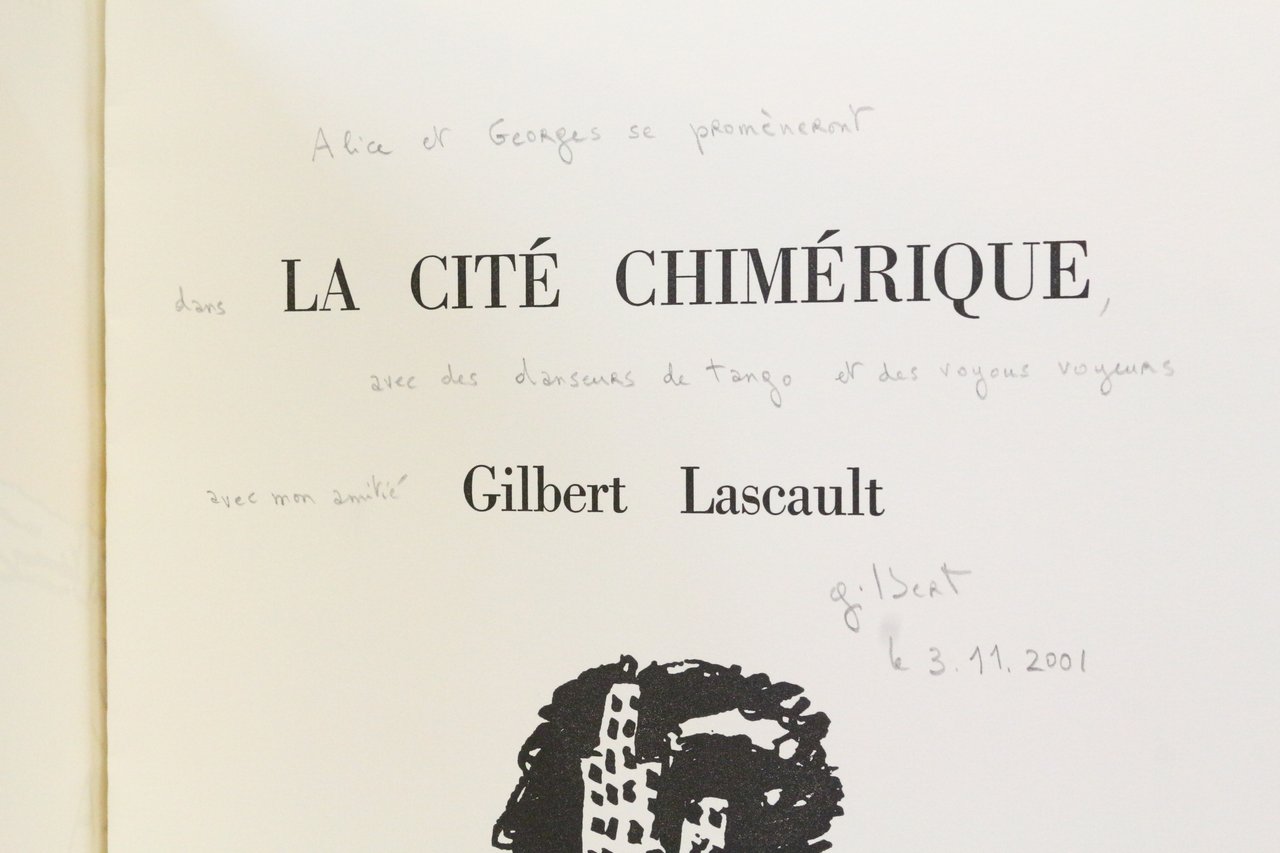 Alice et Georges se promèneront
dans LA CITÉ CHIMÉRIQUE,
avec des danseurs de tango et des voyous voyeurs
avec mon amitié Gilbert Lascault
gilbert
le 3.11.2001